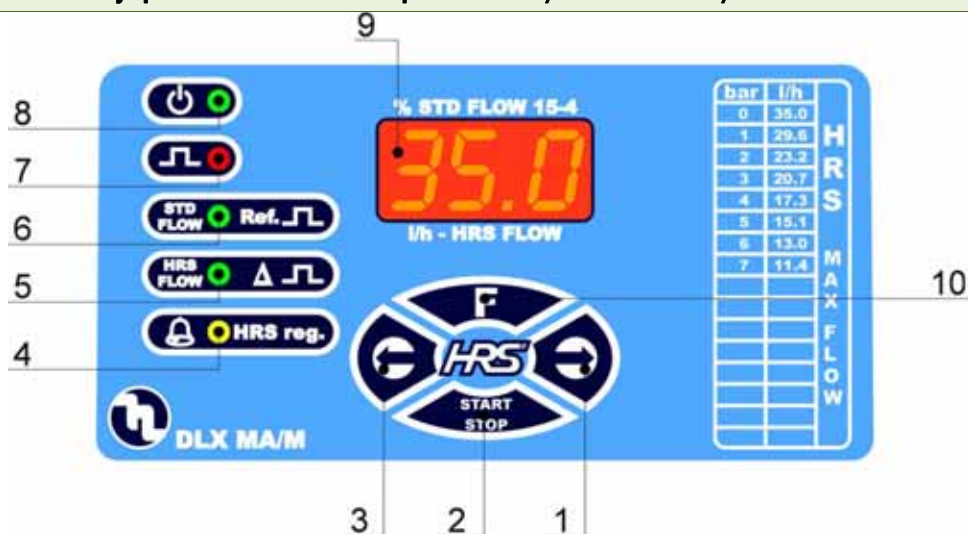 9
% STD FLOW 15-4
35.0
l/h - HRS FLOW
8
7
6
STD FLOW Ref.
5
HRS FLOW Δ
4
HRS reg.
DLX MA/M
F
HRS
START
STOP
10
bar l/h
0 35.0
1 29.6
2 23.2
3 20.7
4 17.3
5 15.1
6 13.0
7 11.4
HRS MAX FLOW
3 2 1